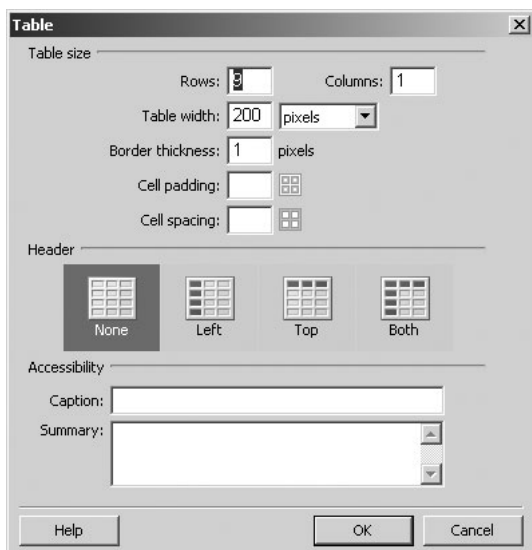 Table
Table size
Rows: 9 Columns: 1
Table width: 200 pixels
Border thickness: 1 pixels
Cell padding:
Cell spacing:
Header
None Left Top Both
Accessibility
Caption:
Summary:
Help OK Cancel